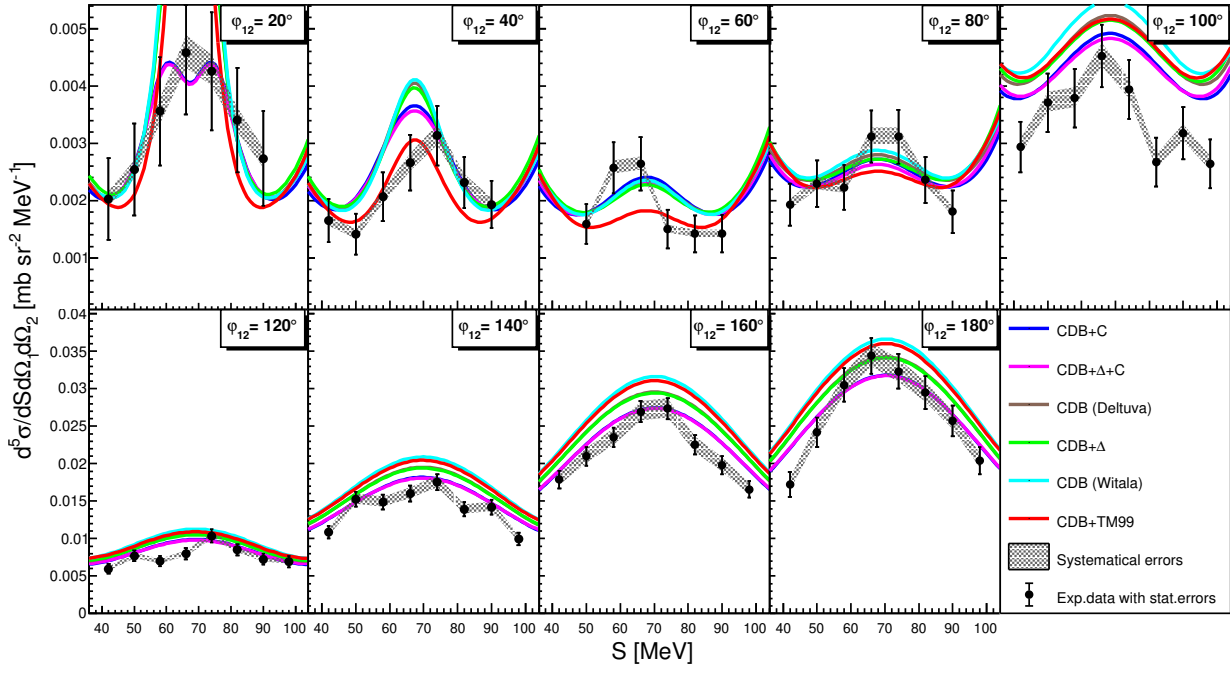 d⁵σ/dSdΩ₁dΩ₂ [mb sr⁻² MeV⁻¹]
0.005
0.004
0.003
0.002
0.001
φ₁₂= 20°
φ₁₂= 40°
φ₁₂= 60°
φ₁₂= 80°
φ₁₂= 100°
0.04
0.035
0.03
0.025
0.02
0.015
0.01
0.005
0
φ₁₂= 120°
φ₁₂= 140°
φ₁₂= 160°
φ₁₂= 180°
40 50 60 70 80 90 100
40 50 60 70 80 90 100
40 50 60 70 80 90 100
40 50 60 70 80 90 100
S [MeV]
CDB+C
CDB+Δ+C
CDB (Deltuva)
CDB+Δ
CDB (Witala)
CDB+TM99
Systematical errors
Exp.data with stat.errors